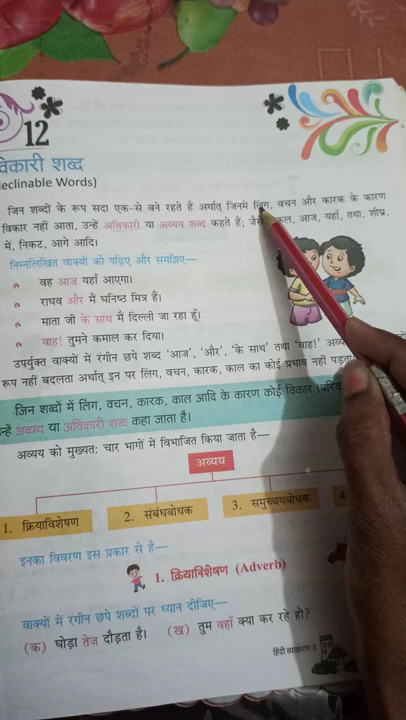 12
विकारी शब्द
eclinable Words)
जिन शब्दों के रूप सदा एक-से बने रहते हैं अर्थात् जिनमें लिंग, वचन और कारक के कारण
विकार नहीं आता, उन्हें अविकारी या अव्यय शब्द कहते हैं; जैसे कल, आज, यहाँ, तथा, शीघ्र,
में, निकट, आगे आदि।
निम्नलिखित वाक्यों को पढ़िए और समझिए—
वह आज यहाँ आएगा।
राघव और मैं घनिष्ठ मित्र हैं।
माता जी के साथ मैं दिल्ली जा रहा हूँ।
वाह! तुमने कमाल कर दिया।
उपर्युक्त वाक्यों में रंगीन छपे शब्द 'आज', 'और', 'के साथ' तथा 'वाह!'
रूप नहीं बदलता अर्थात् इन पर लिंग, वचन, कारक, काल का कोई प्रभाव नहीं
जिन शब्दों में लिंग, वचन, कारक, काल आदि के कारण कोई विकार
न्हें अव्यय या अविकारी शब्द कहा जाता है।
अव्यय को मुख्यतः चार भागों में विभाजित किया जाता है—
अव्यय
1. क्रियाविशेषण
2. संबंधबोधक
3. समुच्चयबोधक
4
इनका विवरण इस प्रकार से है—
1. क्रियाविशेषण (Adverb)
वाक्यों में रंगीन छपे शब्दों पर ध्यान दीजिए—
(क) घोड़ा तेज दौड़ता है। (ख) तुम वहाँ क्या कर रहे हो?
हिंदी व्याकरण-8